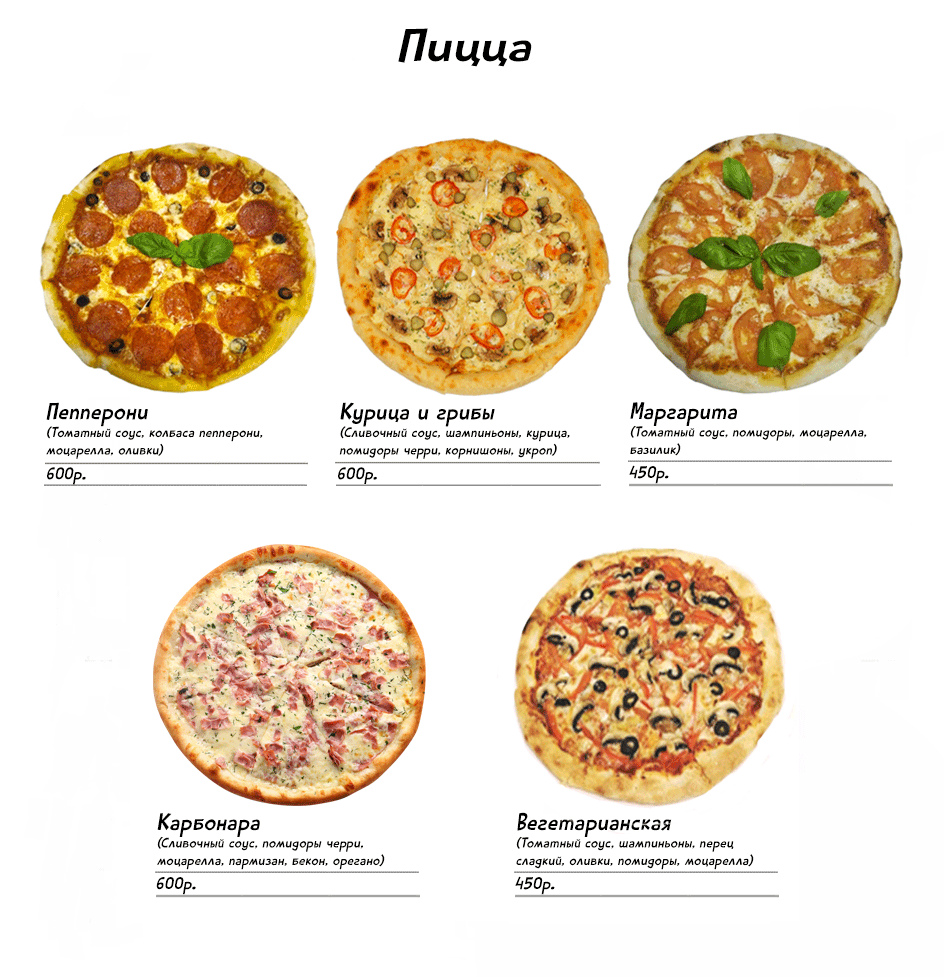 Пицца
Пепперони
(Томатный соус, колбаса пепперони,
моцарелла, оливки)
600р.
Курица и грибы
(Сливочный соус, шампиньоны, курица,
помидоры черри, корнишоны, укроп)
600р.
Маргарита
(Томатный соус, помидоры, моцарелла,
базилик)
450р.
Карбонара
(Сливочный соус, помидоры черри,
моцарелла, пармизан, бекон, орегано)
600р.
Вегетарианская
(Томатный соус, шампиньоны, перец
сладкий, оливки, помидоры, моцарелла)
450р.